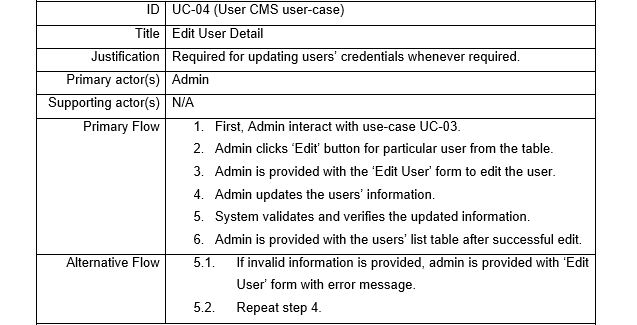 ID UC-04 (User CMS user-case)
Title Edit User Detail
Justification Required for updating users' credentials whenever required.
Primary actor(s) Admin
Supporting actor(s) N/A
Primary Flow 1. First, Admin interact with use-case UC-03.
2. Admin clicks 'Edit' button for particular user from the table.
3. Admin is provided with the 'Edit User' form to edit the user.
4. Admin updates the users' information.
5. System validates and verifies the updated information.
6. Admin is provided with the users' list table after successful edit.
Alternative Flow 5.1. If invalid information is provided, admin is provided with 'Edit
User' form with error message.
5.2. Repeat step 4.